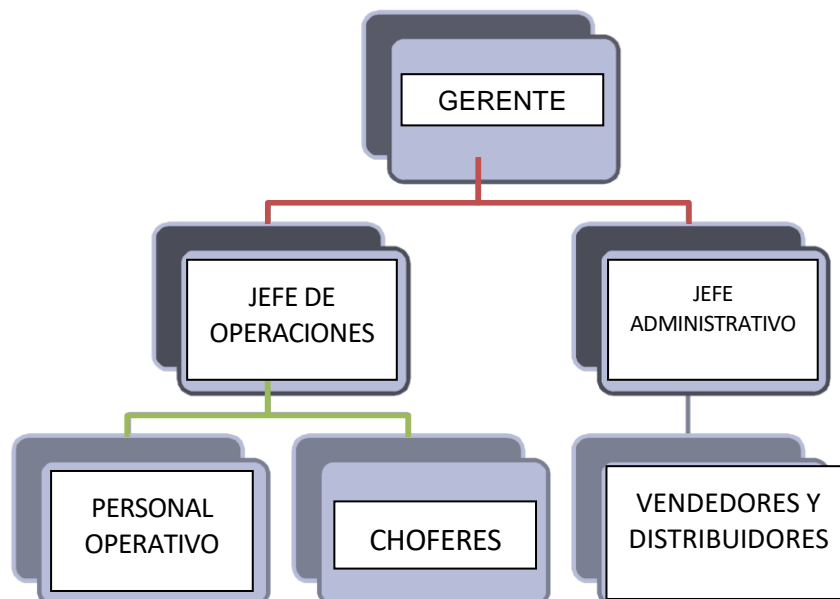 GERENTE
JEFE DE
OPERACIONES
JEFE
ADMINISTRATIVO
PERSONAL
OPERATIVO
CHOFERES
VENDEDORES Y
DISTRIBUIDORES